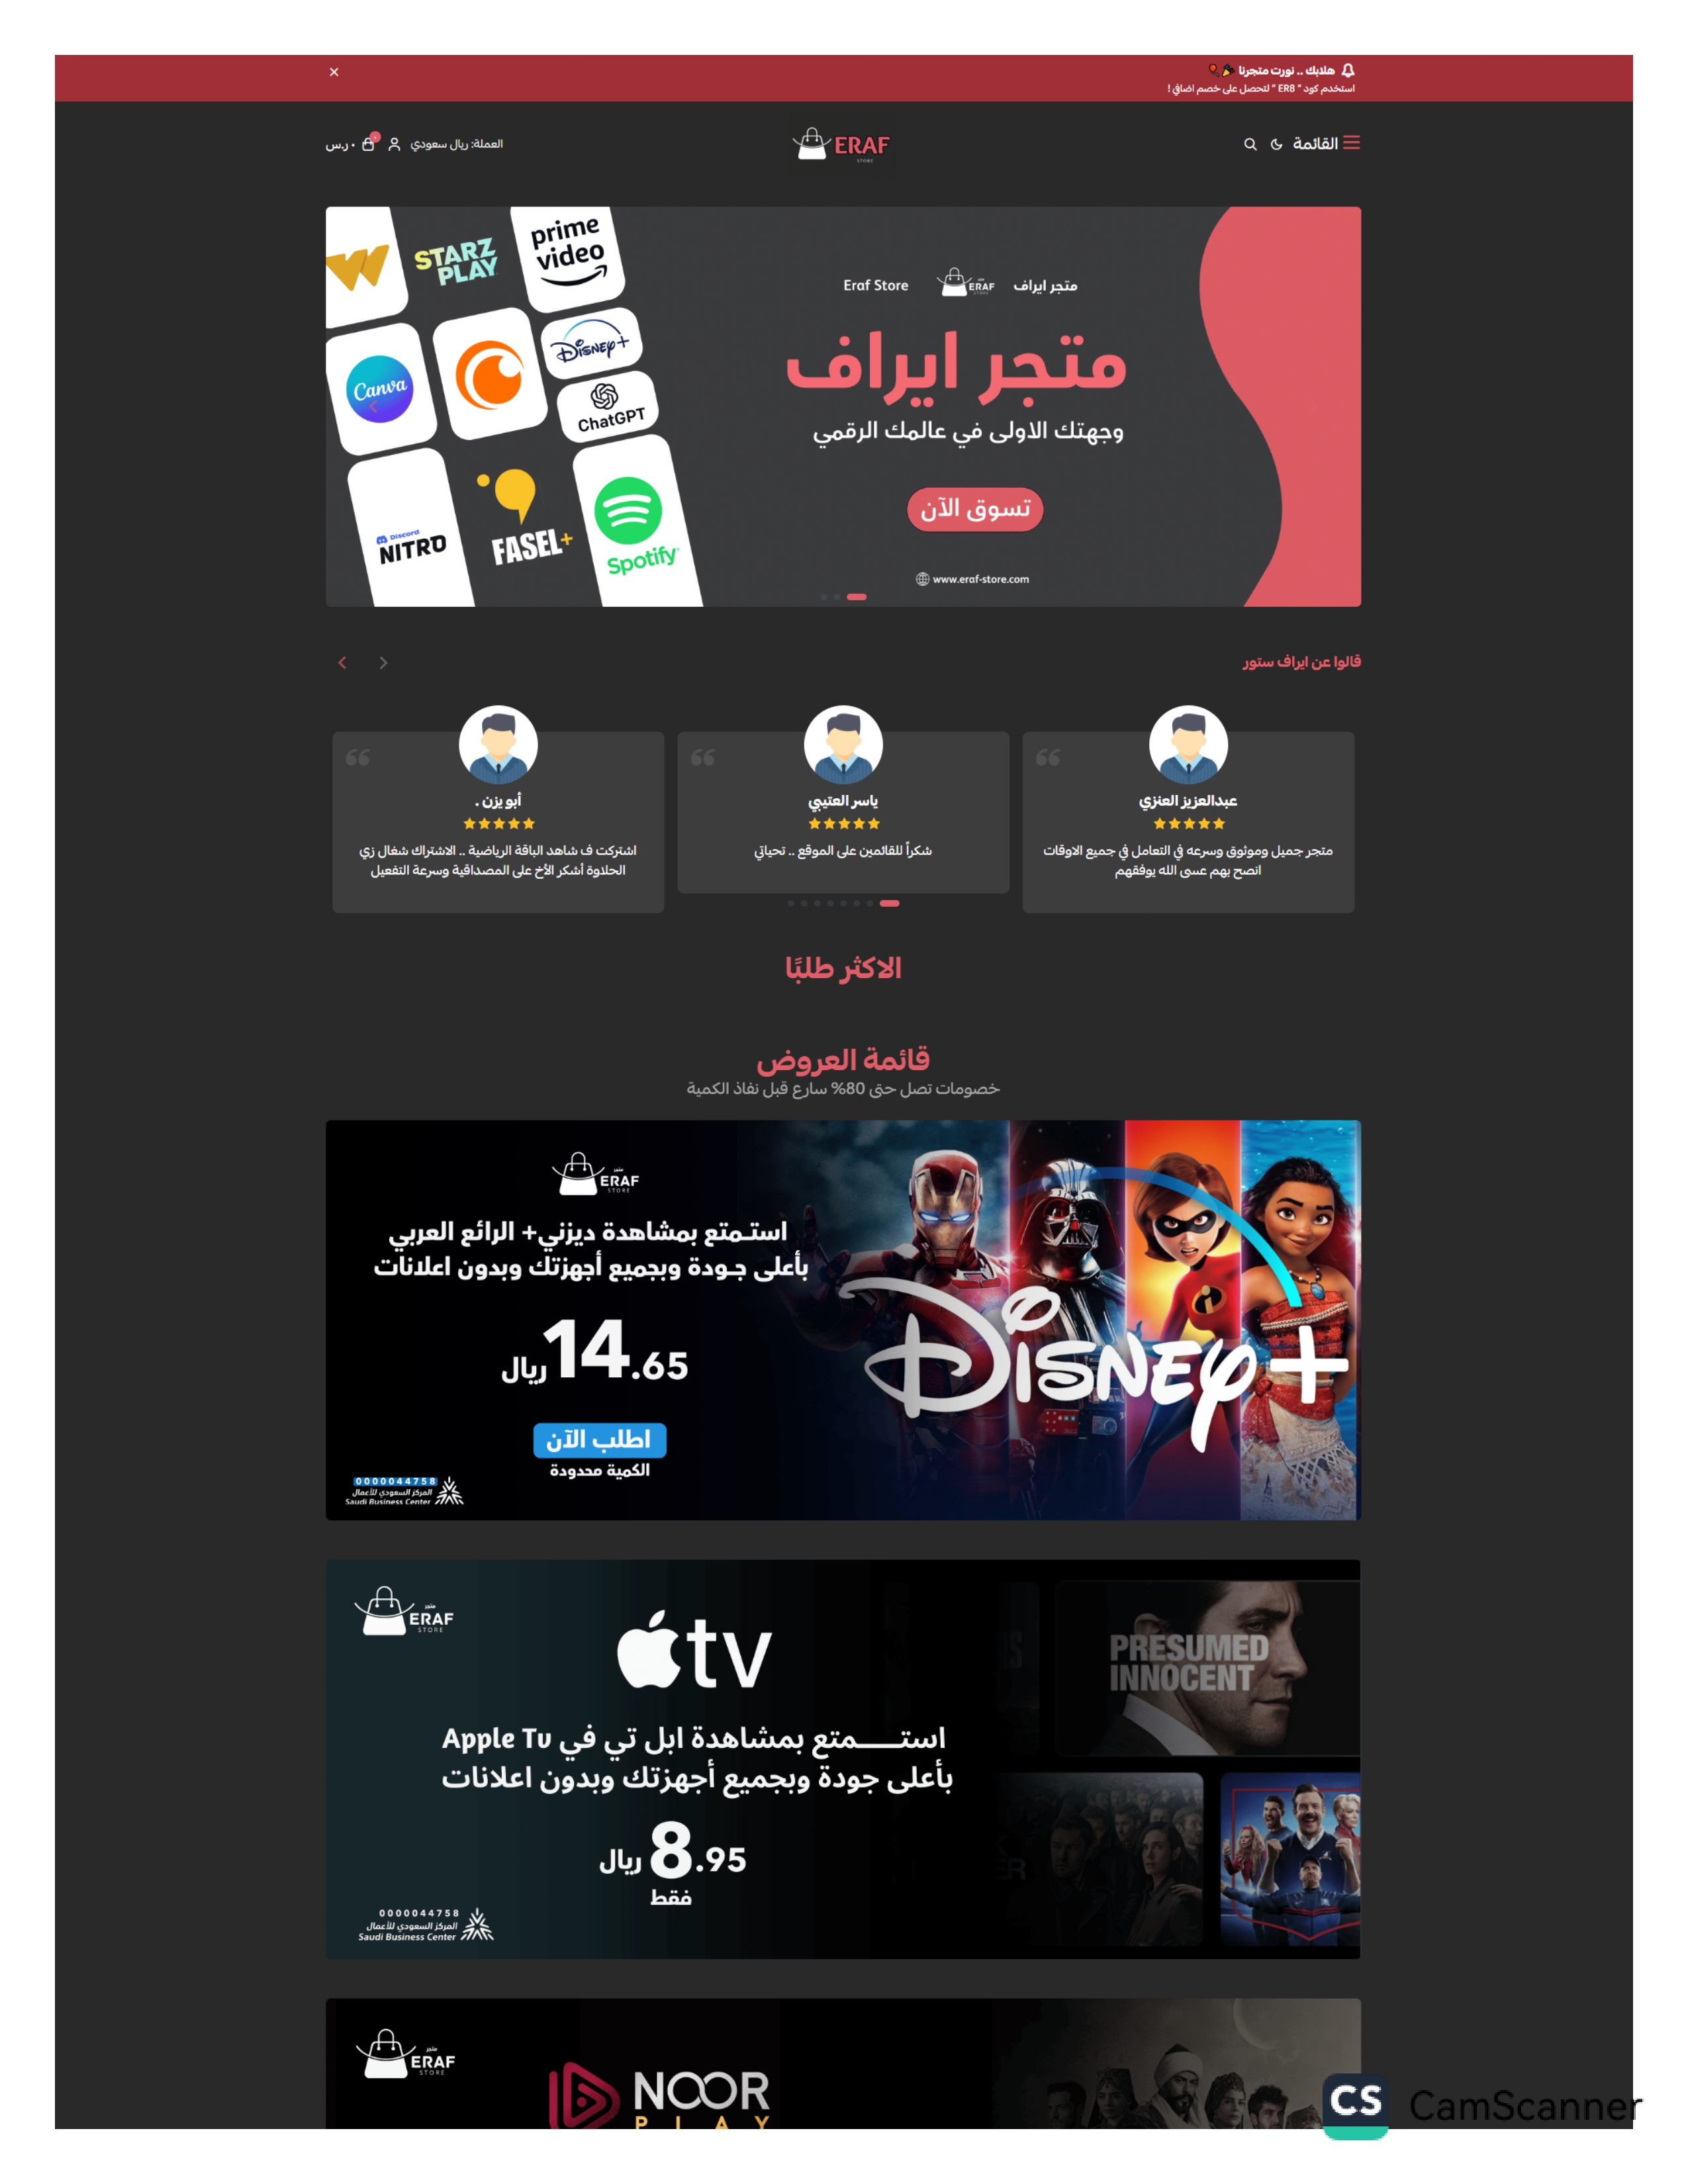 هلابك .. نورت متجرنا 🎉🎈
استخدم كود " ER8 " لتحصل على خصم اضافي !
القائمة
ERAF
STORE
العملة: ريال سعودي
٠ ر.س
prime video
STARZ PLAY
Disney+
Canva
ChatGPT
Discord
NITRO
FASEL+
Spotify
متجر ايراف
متجر
ERAF
STORE
Eraf Store
متجر ايراف
وجهتك الاولى في عالمك الرقمي
تسوق الآن
www.eraf-store.com
قالوا عن ايراف ستور
عبدالعزيز العنزي
متجر جميل وموثوق وسرعه في التعامل في جميع الاوقات
انصح بهم عسى الله يوفقهم
ياسر العتيبي
شكراً للقائمين على الموقع .. تحياتي
أبو يزن .
اشتركت ف شاهد الباقة الرياضية .. الاشتراك شغال زي
الحلاوة أشكر الأخ على المصداقية وسرعة التفعيل
الاكثر طلبًا
قائمة العروض
خصومات تصل حتى 80% سارع قبل نفاذ الكمية
متجر
ERAF
STORE
استـمتع بمشاهدة ديزني+ الرائع العربي
بأعلى جـودة وبجميع أجهزتك وبدون اعلانات
14.65 ريال
اطلب الآن
الكمية محدودة
0000044758
المركز السعودي للأعمال
Saudi Business Center
Disney+
متجر
ERAF
STORE
tv
PRESUMED
INNOCENT
استـــــمتع بمشاهدة ابل تي في Apple Tv
بأعلى جودة وبجميع أجهزتك وبدون اعلانات
8.95 ريال
فقط
0000044758
المركز السعودي للأعمال
Saudi Business Center
متجر
ERAF
STORE
NOOR
PLAY
CS CamScanner